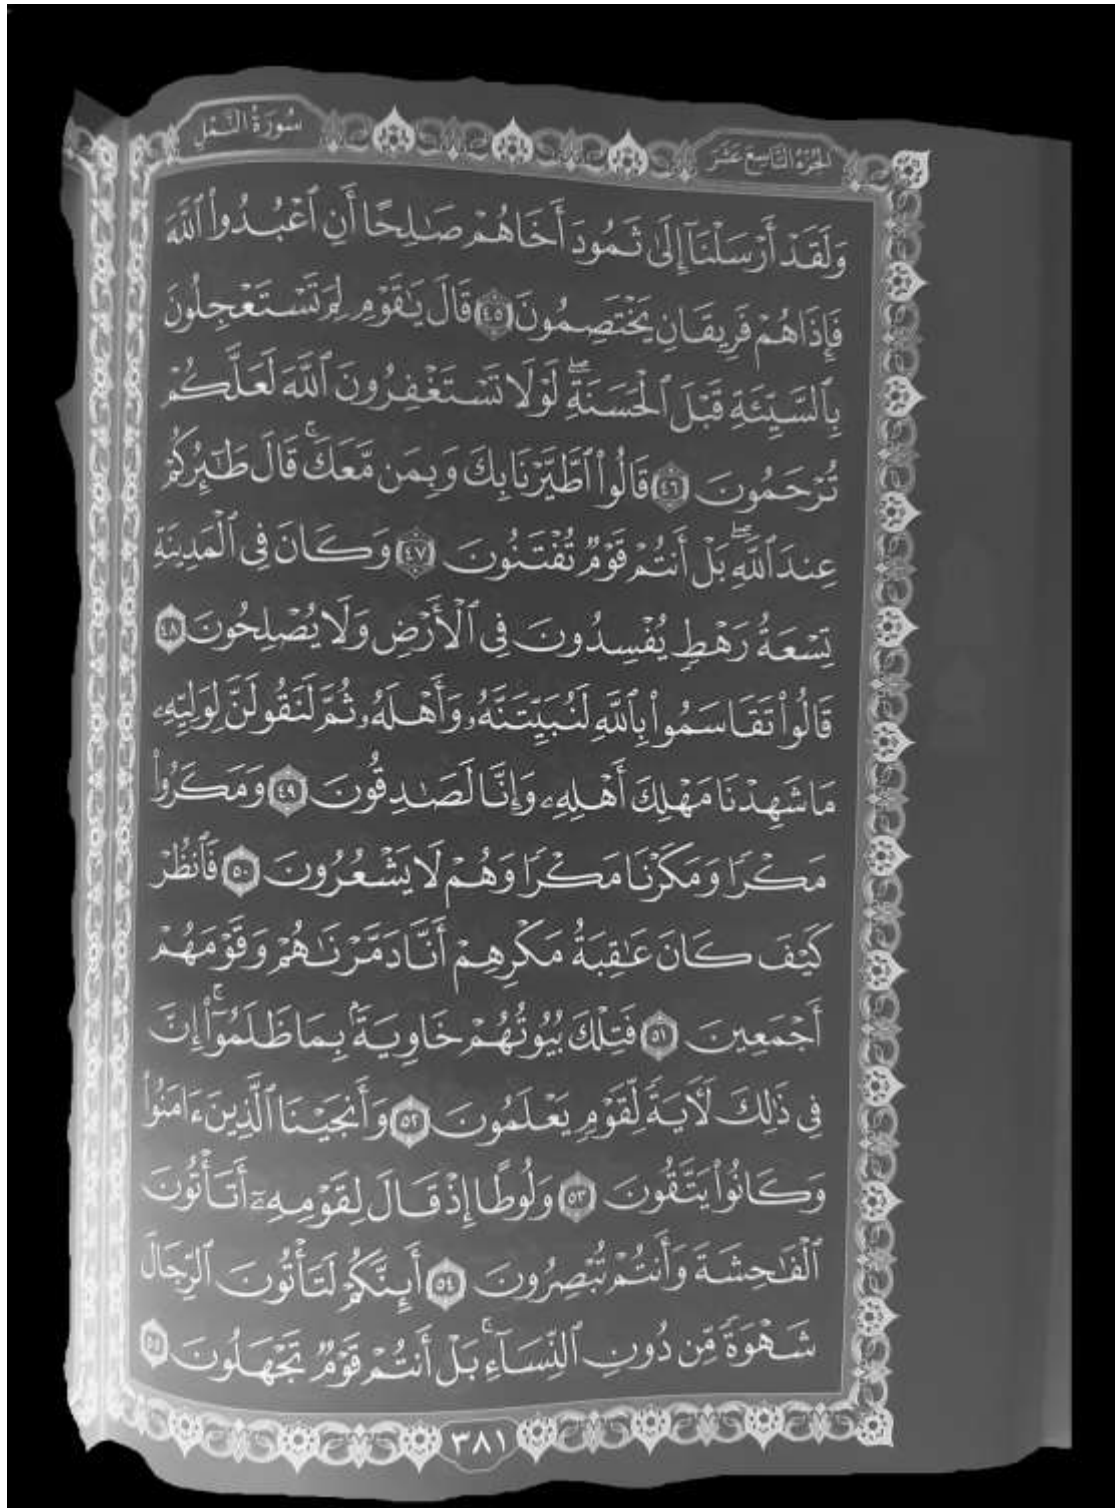 الجزء التاسع عشر
سورة النمل
وَلَقَدْ أَرْسَلْنَآ إِلَىٰ ثَمُودَ أَخَاهُمْ صَٰلِحًا أَنِ ٱعْبُدُوا۟ ٱللَّهَ
فَإِذَا هُمْ فَرِيقَانِ يَخْتَصِمُونَ ٤٥ قَالَ يَٰقَوْمِ لِمَ تَسْتَعْجِلُونَ
بِٱلسَّيِّئَةِ قَبْلَ ٱلْحَسَنَةِ ۖ لَوْلَا تَسْتَغْفِرُونَ ٱللَّهَ لَعَلَّكُمْ
تُرْحَمُونَ ٤٦ قَالُوا۟ ٱطَّيَّرْنَا بِكَ وَبِمَن مَّعَكَ ۚ قَالَ طَٰٓئِرُكُمْ
عِندَ ٱللَّهِ ۖ بَلْ أَنتُمْ قَوْمٌ تُفْتَنُونَ ٤٧ وَكَانَ فِى ٱلْمَدِينَةِ
تِسْعَةُ رَهْطٍ يُفْسِدُونَ فِى ٱلْأَرْضِ وَلَا يُصْلِحُونَ ٤٨
قَالُوا۟ تَقَاسَمُوا۟ بِٱللَّهِ لَنُبَيِّتَنَّهُۥ وَأَهْلَهُۥ ثُمَّ لَنَقُولَنَّ لِوَلِيِّهِۦ
مَا شَهِدْنَا مَهْلِكَ أَهْلِهِۦ وَإِنَّا لَصَٰدِقُونَ ٤٩ وَمَكَرُوا۟
مَكْرًا وَمَكَرْنَا مَكْرًا وَهُمْ لَا يَشْعُرُونَ ٥٠ فَٱنظُرْ
كَيْفَ كَانَ عَٰقِبَةُ مَكْرِهِمْ أَنَّا دَمَّرْنَٰهُمْ وَقَوْمَهُمْ
أَجْمَعِينَ ٥١ فَتِلْكَ بُيُوتُهُمْ خَاوِيَةًۢ بِمَا ظَلَمُوٓا۟ ۗ إِنَّ
فِى ذَٰلِكَ لَءَايَةً لِّقَوْمٍ يَعْلَمُونَ ٥٢ وَأَنجَيْنَا ٱلَّذِينَ ءَامَنُوا۟
وَكَانُوا۟ يَتَّقُونَ ٥٣ وَلُوطًا إِذْ قَالَ لِقَوْمِهِۦٓ أَتَأْتُونَ
ٱلْفَٰحِشَةَ وَأَنتُمْ تُبْصِرُونَ ٥٤ أَئِنَّكُمْ لَتَأْتُونَ ٱلرِّجَالَ
شَهْوَةً مِّن دُونِ ٱلنِّسَآءِ ۚ بَلْ أَنتُمْ قَوْمٌ تَجْهَلُونَ ٥٥
٣٨١